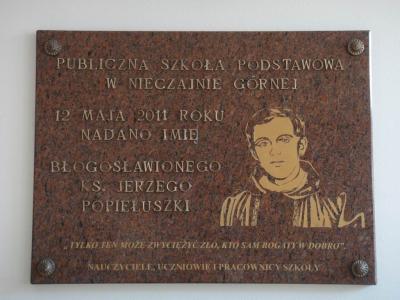 PUBLICZNA SZKOŁA PODSTAWOWA
W NIECZAJNIE GÓRNEJ
12 MAJA 2011 ROKU
NADANO IMIĘ
BŁOGOSŁAWIONEGO
KS. JERZEGO
POPIEŁUSZKI
„TYLKO TEN MOŻE ZWYCIĘŻYĆ ZŁO, KTO SAM BOGATY W DOBRO".
NAUCZYCIELE, UCZNIOWIE I PRACOWNICY SZKOŁY